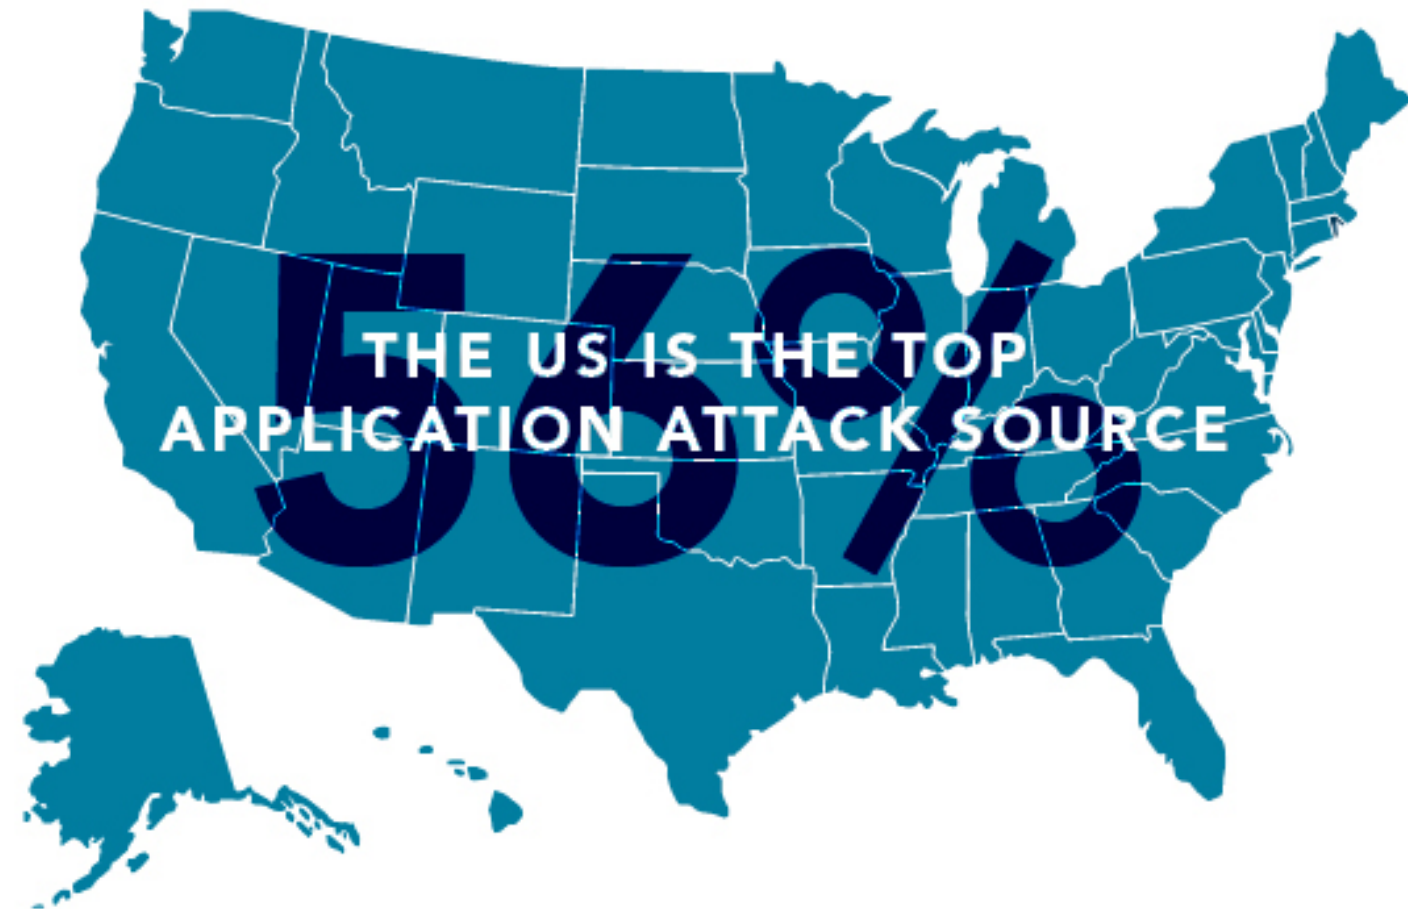 56%
THE US IS THE TOP
APPLICATION ATTACK SOURCE